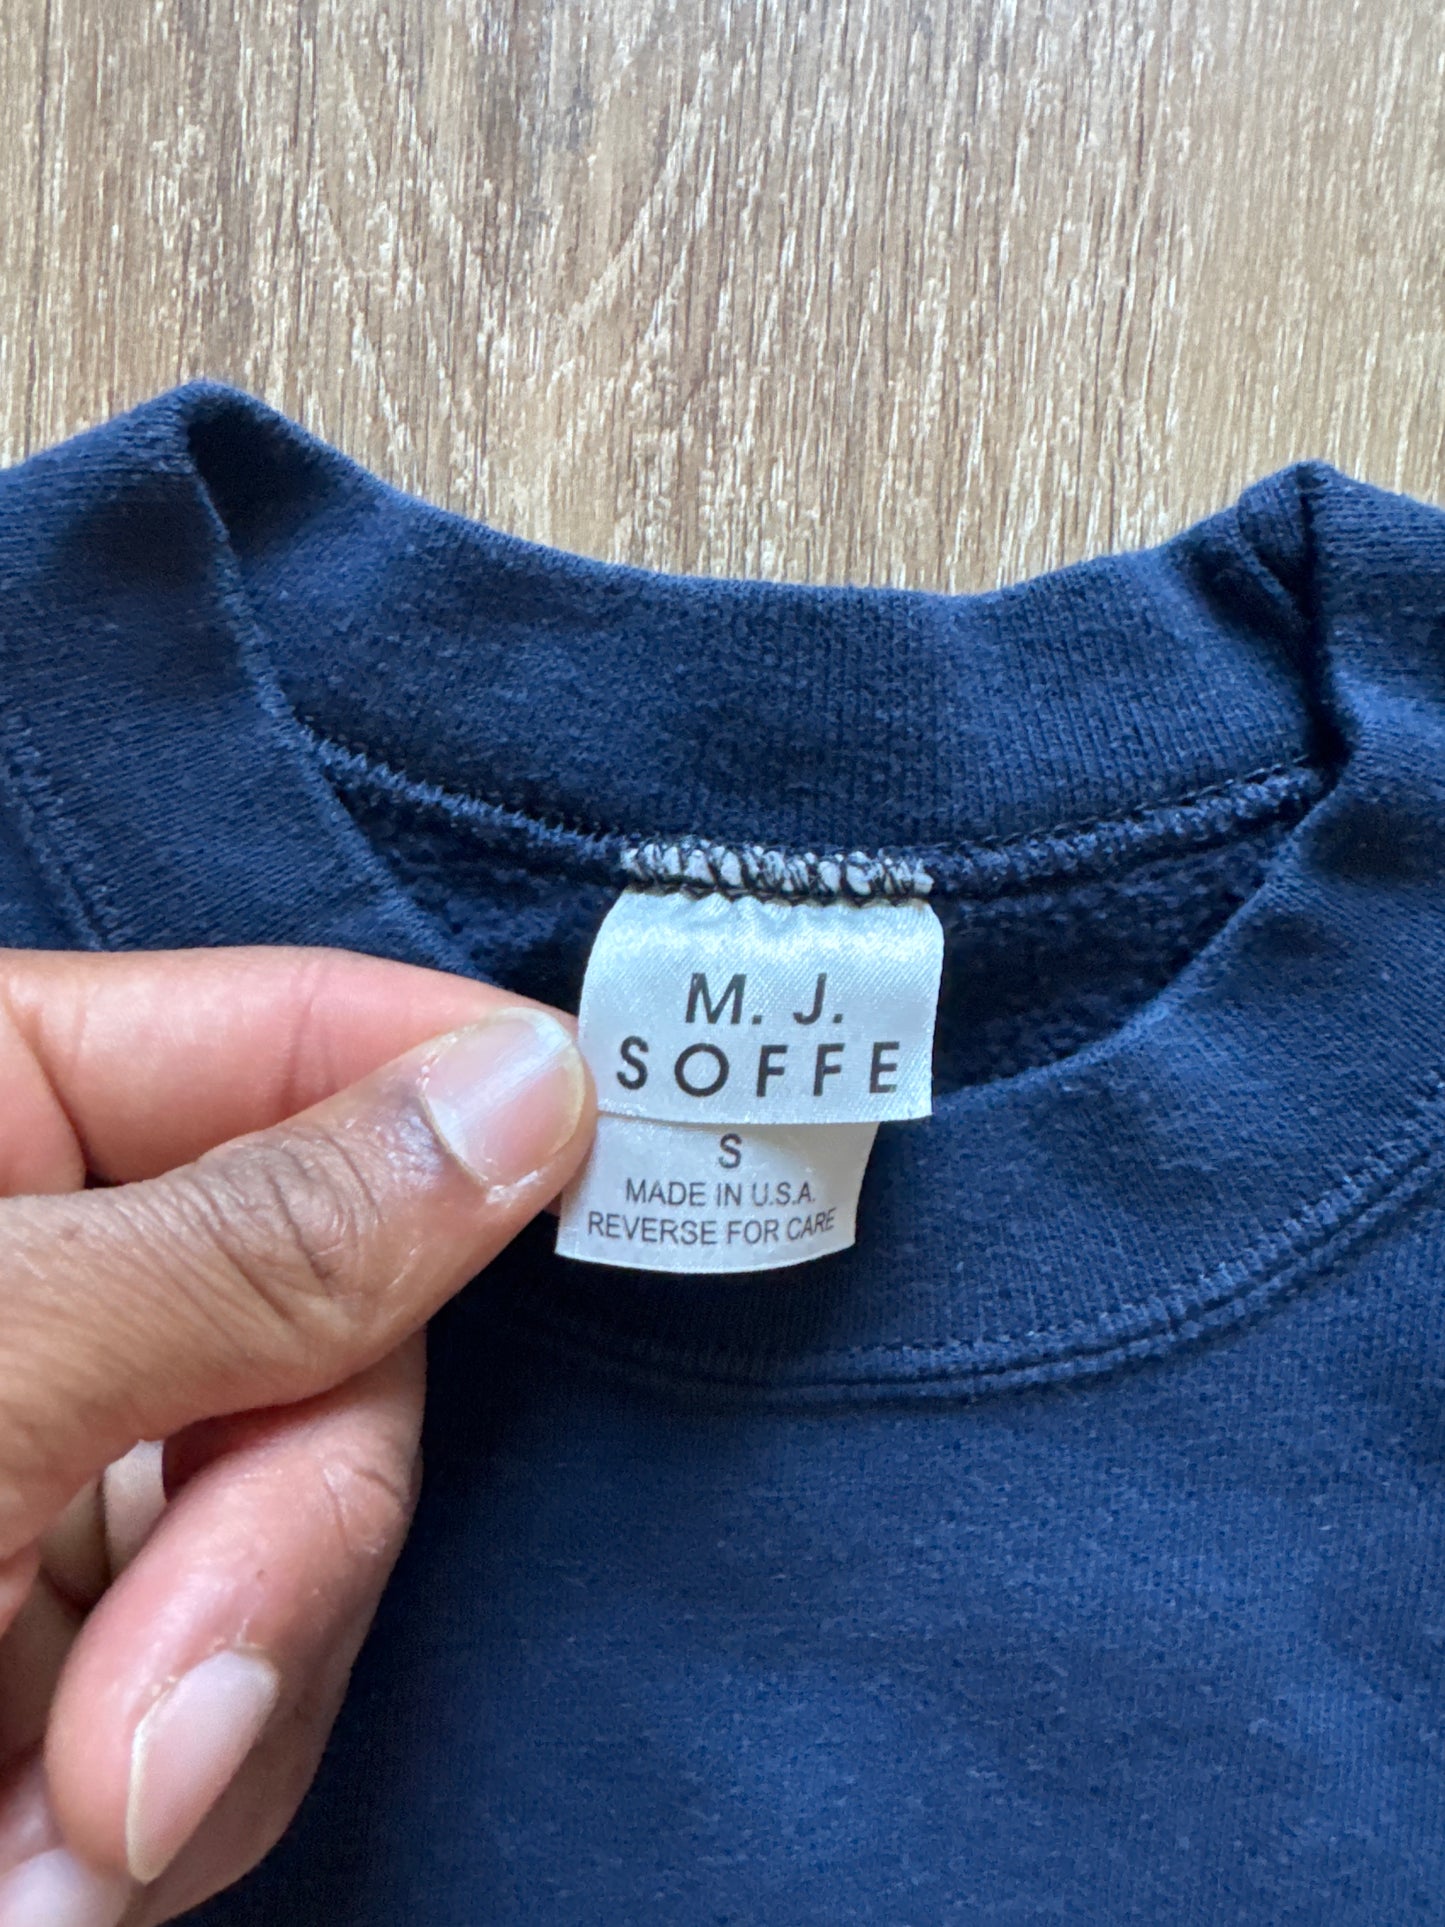 M. J.
SOFFE
S
MADE IN U.S.A.
REVERSE FOR CARE